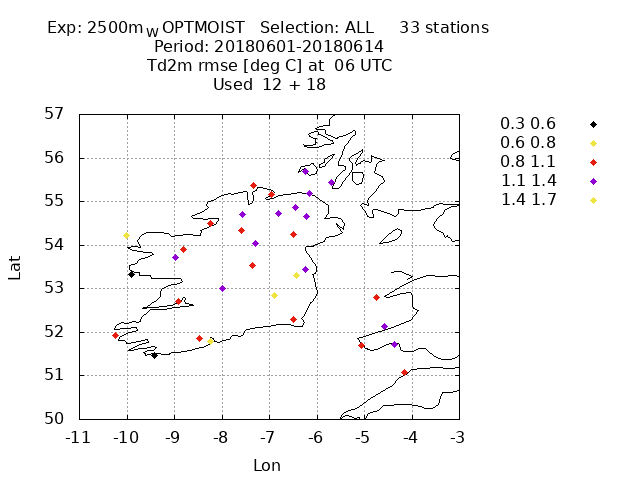 Exp: 2500mW OPTMOIST Selection: ALL 33 stations
Period: 20180601-20180614
Td2m rmse [deg C] at 06 UTC
Used 12 + 18
57
56
55
54
53
52
51
50
-11 -10 -9 -8 -7 -6 -5 -4 -3
Lat
Lon
0.3 0.6
0.6 0.8
0.8 1.1
1.1 1.4
1.4 1.7